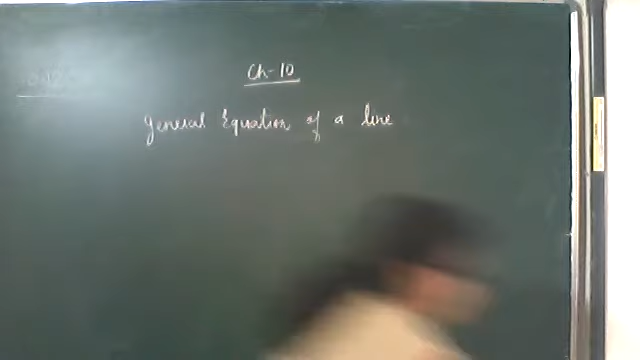 Ch-10
General Equation of a line